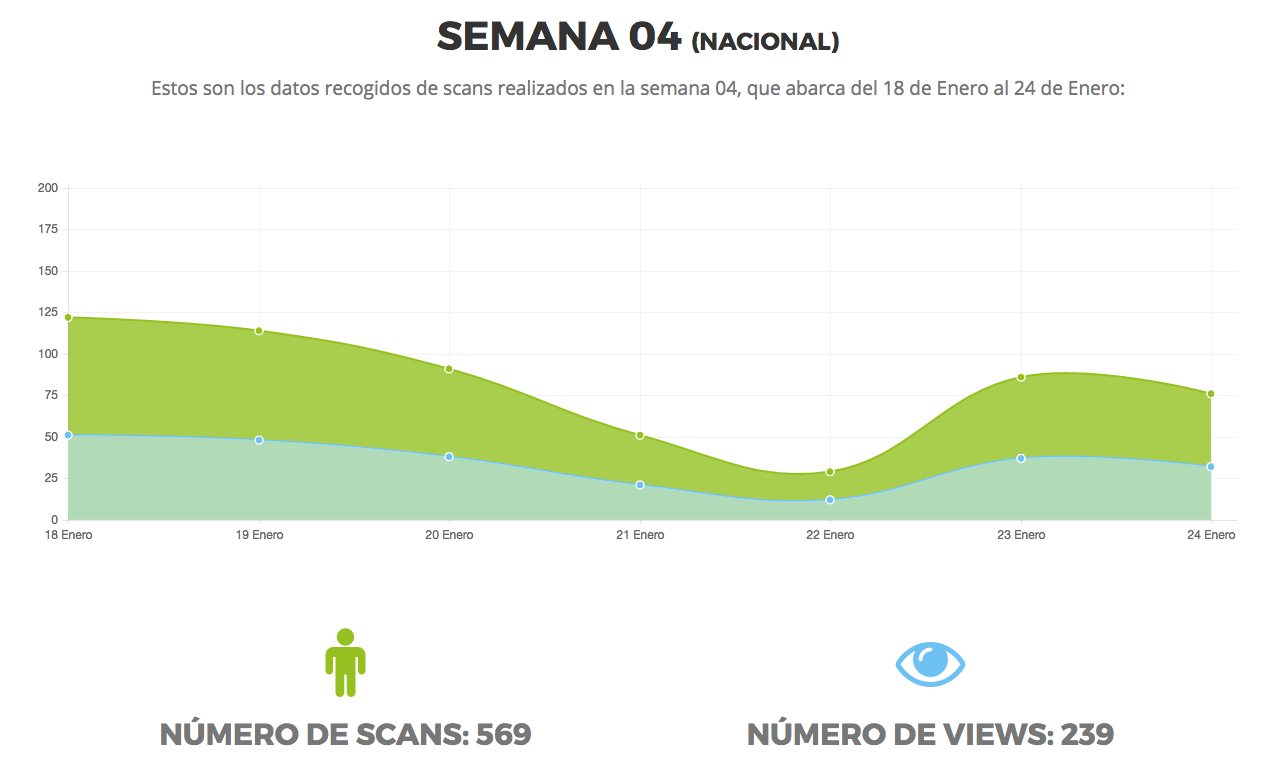 SEMANA 04 (NACIONAL)
Estos son los datos recogidos de scans realizados en la semana 04, que abarca del 18 de Enero al 24 de Enero:
200
175
150
125
100
75
50
25
0
18 Enero 19 Enero 20 Enero 21 Enero 22 Enero 23 Enero 24 Enero
NÚMERO DE SCANS: 569 NÚMERO DE VIEWS: 239